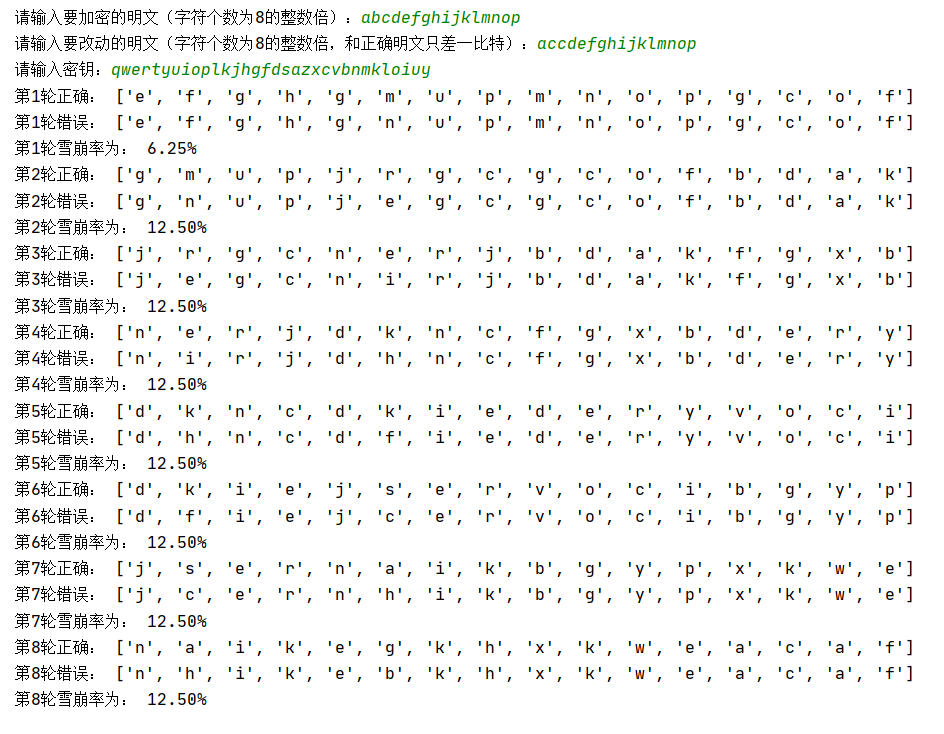 请输入要加密的明文（字符个数为8的整数倍）：abcdefghijklmnop
请输入要改动的明文（字符个数为8的整数倍，和正确明文只差一比特）：accdefghijklmnop
请输入密钥：qwertyuioplkjhgfdsazxcvbnmkloiuy
第1轮正确： ['e', 'f', 'g', 'h', 'g', 'm', 'u', 'p', 'm', 'n', 'o', 'p', 'g', 'c', 'o', 'f']
第1轮错误： ['e', 'f', 'g', 'h', 'g', 'n', 'u', 'p', 'm', 'n', 'o', 'p', 'g', 'c', 'o', 'f']
第1轮雪崩率为： 6.25%
第2轮正确： ['g', 'm', 'u', 'p', 'j', 'r', 'g', 'c', 'g', 'c', 'o', 'f', 'b', 'd', 'a', 'k']
第2轮错误： ['g', 'n', 'u', 'p', 'j', 'e', 'g', 'c', 'g', 'c', 'o', 'f', 'b', 'd', 'a', 'k']
第2轮雪崩率为： 12.50%
第3轮正确： ['j', 'r', 'g', 'c', 'n', 'e', 'r', 'j', 'b', 'd', 'a', 'k', 'f', 'g', 'x', 'b']
第3轮错误： ['j', 'e', 'g', 'c', 'n', 'i', 'r', 'j', 'b', 'd', 'a', 'k', 'f', 'g', 'x', 'b']
第3轮雪崩率为： 12.50%
第4轮正确： ['n', 'e', 'r', 'j', 'd', 'k', 'n', 'c', 'f', 'g', 'x', 'b', 'd', 'e', 'r', 'y']
第4轮错误： ['n', 'i', 'r', 'j', 'd', 'h', 'n', 'c', 'f', 'g', 'x', 'b', 'd', 'e', 'r', 'y']
第4轮雪崩率为： 12.50%
第5轮正确： ['d', 'k', 'n', 'c', 'd', 'k', 'i', 'e', 'd', 'e', 'r', 'y', 'v', 'o', 'c', 'i']
第5轮错误： ['d', 'h', 'n', 'c', 'd', 'f', 'i', 'e', 'd', 'e', 'r', 'y', 'v', 'o', 'c', 'i']
第5轮雪崩率为： 12.50%
第6轮正确： ['d', 'k', 'i', 'e', 'j', 's', 'e', 'r', 'v', 'o', 'c', 'i', 'b', 'g', 'y', 'p']
第6轮错误： ['d', 'f', 'i', 'e', 'j', 'c', 'e', 'r', 'v', 'o', 'c', 'i', 'b', 'g', 'y', 'p']
第6轮雪崩率为： 12.50%
第7轮正确： ['j', 's', 'e', 'r', 'n', 'a', 'i', 'k', 'b', 'g', 'y', 'p', 'x', 'k', 'w', 'e']
第7轮错误： ['j', 'c', 'e', 'r', 'n', 'h', 'i', 'k', 'b', 'g', 'y', 'p', 'x', 'k', 'w', 'e']
第7轮雪崩率为： 12.50%
第8轮正确： ['n', 'a', 'i', 'k', 'e', 'g', 'k', 'h', 'x', 'k', 'w', 'e', 'a', 'c', 'a', 'f']
第8轮错误： ['n', 'h', 'i', 'k', 'e', 'b', 'k', 'h', 'x', 'k', 'w', 'e', 'a', 'c', 'a', 'f']
第8轮雪崩率为： 12.50%